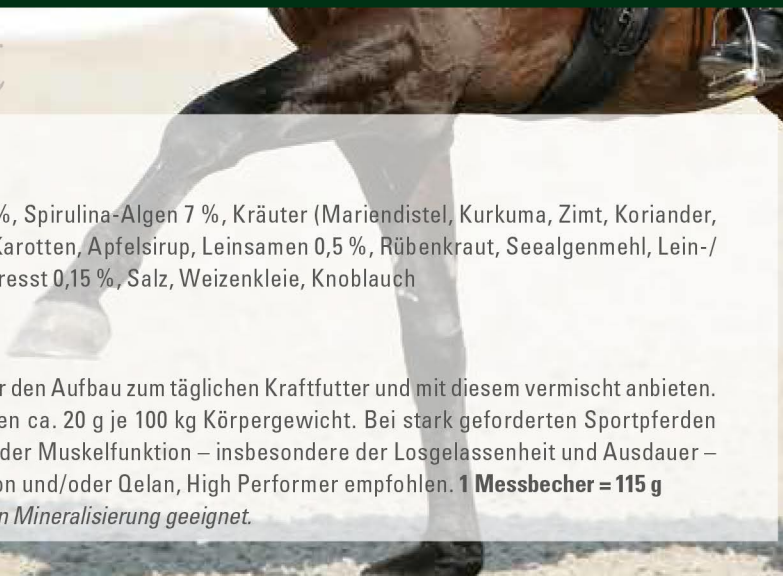 %, Spirulina-Algen 7 %, Kräuter (Mariendistel, Kurkuma, Zimt, Koriander,
Karotten, Apfelsirup, Leinsamen 0,5 %, Rübenkraut, Seealgenmehl, Lein-/
resst 0,15 %, Salz, Weizenkleie, Knoblauch
r den Aufbau zum täglichen Kraftfutter und mit diesem vermischt anbieten.
en ca. 20 g je 100 kg Körpergewicht. Bei stark geforderten Sportpferden
der Muskelfunktion – insbesondere der Losgelassenheit und Ausdauer –
on und/oder Qelan, High Performer empfohlen. 1 Messbecher = 115 g
n Mineralisierung geeignet.